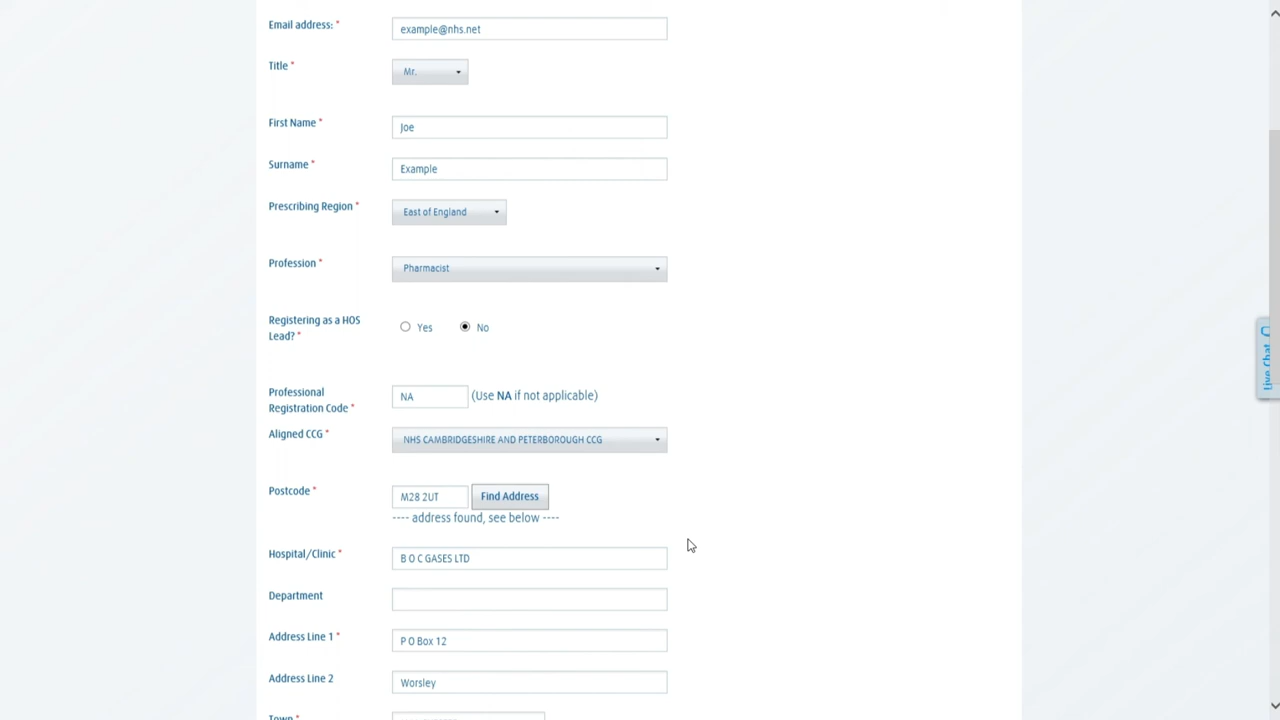 Email address: * example@nhs.net
Title * Mr.
First Name * Joe
Surname * Example
Prescribing Region * East of England
Profession * Pharmacist
Registering as a HOS
Lead? * Yes No
Professional
Registration Code * NA (Use NA if not applicable)
Aligned CCG * NHS CAMBRIDGESHIRE AND PETERBOROUGH CCG
Postcode * M28 2UT Find Address
---- address found, see below ----
Hospital/Clinic * B O C GASES LTD
Department
Address Line 1 * P O Box 12
Address Line 2 Worsley
Town *
Live Chat